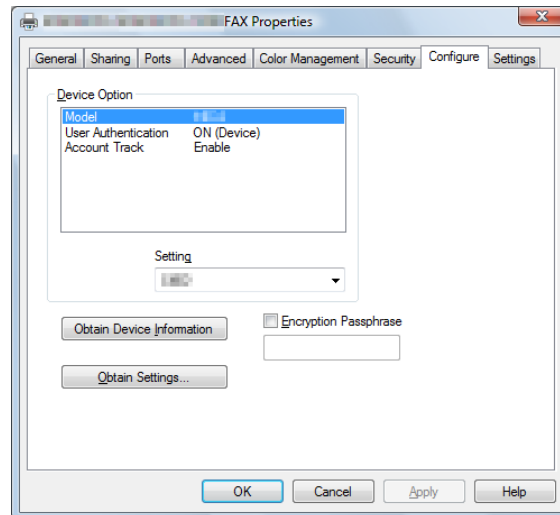 FAX Properties
General Sharing Ports Advanced Color Management Security Configure Settings
Device Option
Model
User Authentication ON (Device)
Account Track Enable
Setting
Obtain Device Information
Encryption Passphrase
Obtain Settings...
OK Cancel Apply Help